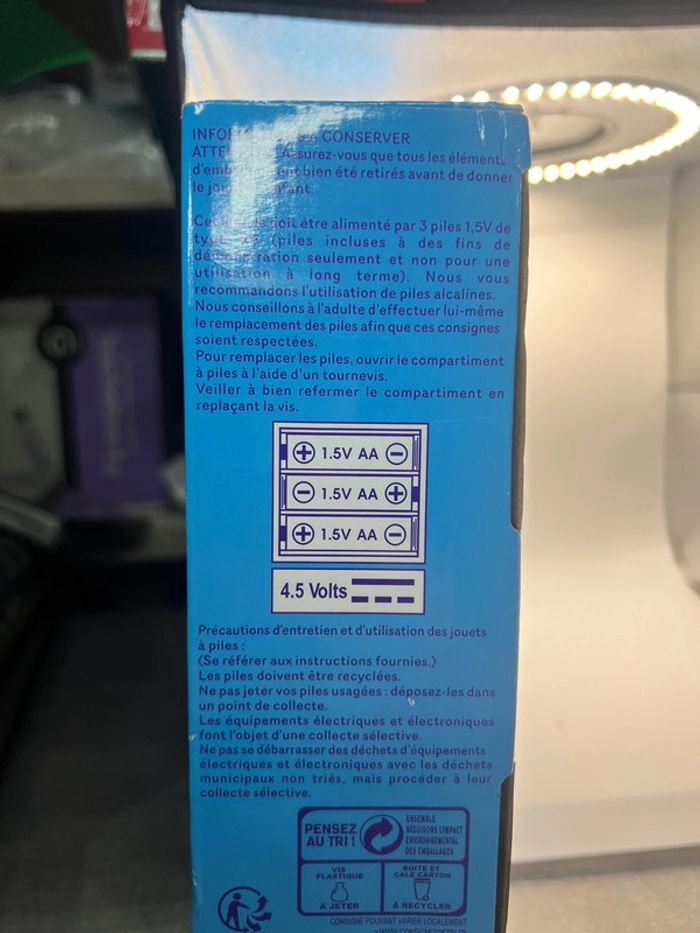 À CONSERVER
Assurez-vous que tous les éléments
bien été retirés avant de donner
le
doit être alimenté par 3 piles 1,5V de
(piles incluses à des fins de
démonstration seulement et non pour une
utilisation à long terme). Nous vous
recommandons l'utilisation de piles alcalines.
Nous conseillons à l'adulte d'effectuer lui-même
le remplacement des piles afin que ces consignes
soient respectées.
Pour remplacer les piles, ouvrir le compartiment
à piles à l'aide d'un tournevis.
Veiller à bien refermer le compartiment en
replaçant la vis.
+ 1.5V AA −
− 1.5V AA +
+ 1.5V AA −
4.5 Volts
Précautions d'entretien et d'utilisation des jouets
à piles :
(Se référer aux instructions fournies.)
Les piles doivent être recyclées.
Ne pas jeter vos piles usagées : déposez-les dans
un point de collecte.
Les équipements électriques et électroniques
font l'objet d'une collecte sélective.
Ne pas se débarrasser des déchets d'équipements
électriques et électroniques avec les déchets
municipaux non triés, mais procéder à leur
collecte sélective.
PENSEZ
AU TRI !
ENSEMBLE
RÉDUISONS L'IMPACT
ENVIRONNEMENTAL
DES EMBALLAGES
VIS
PLASTIQUE
À JETER
BOITE ET
CALE CARTON
À RECYCLER
CONSIGNE POUVANT VARIER LOCALEMENT